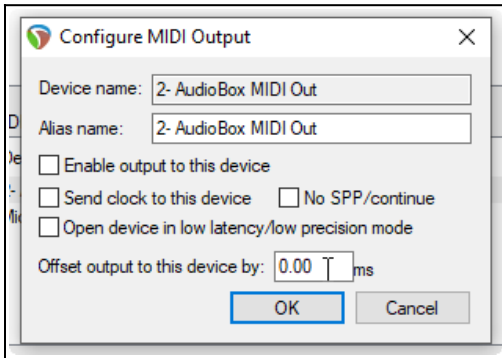 Configure MIDI Output
Device name: 2- AudioBox MIDI Out
Alias name: 2- AudioBox MIDI Out
Enable output to this device
Send clock to this device No SPP/continue
Open device in low latency/low precision mode
Offset output to this device by: 0.00 ms
OK Cancel